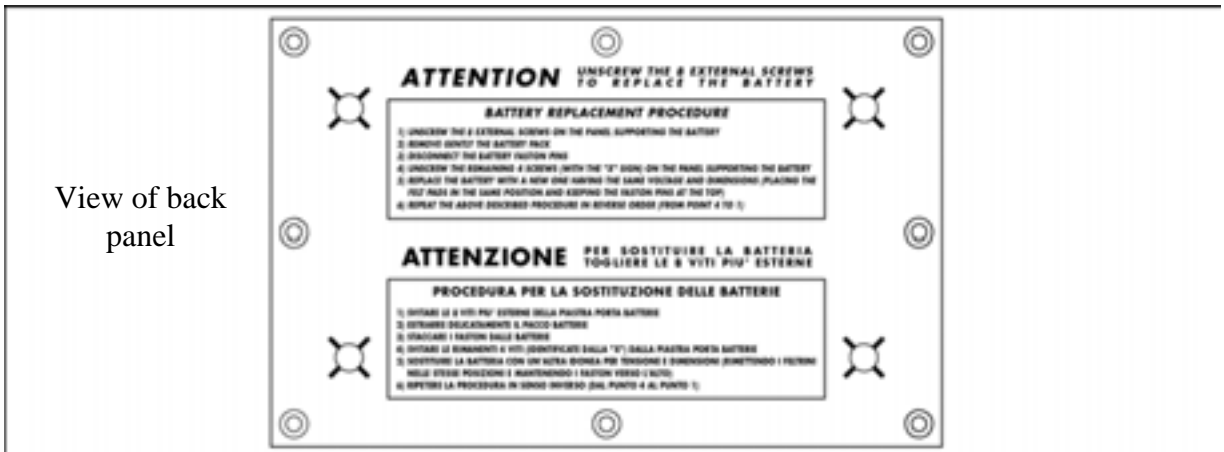 View of back
panel
ATTENTION
UNSCREW THE 8 EXTERNAL SCREWS
TO REPLACE THE BATTERY
BATTERY REPLACEMENT PROCEDURE
1) UNSCREW THE 8 EXTERNAL SCREWS ON THE PANEL SUPPORTING THE BATTERY
2) REMOVE GENTLY THE BATTERY PACK
3) DISCONNECT THE BATTERY FASTON PINS
4) UNSCREW THE REMAINING 4 SCREWS (WITH THE "X" SIGN) ON THE PANEL SUPPORTING THE BATTERY
5) REPLACE THE BATTERY WITH A NEW ONE HAVING THE SAME VOLTAGE AND DIMENSIONS (PLACING THE
FELT PADS IN THE SAME POSITION AND KEEPING THE FASTON PINS AT THE TOP)
6) REPEAT THE ABOVE DESCRIBED PROCEDURE IN REVERSE ORDER (FROM POINT 4 TO 1)
ATTENZIONE
PER SOSTITUIRE LA BATTERIA
TOGLIERE LE 8 VITI PIU' ESTERNE
PROCEDURA PER LA SOSTITUZIONE DELLE BATTERIE
1) SVITARE LE 8 VITI PIU' ESTERNE DELLA PIASTRA PORTA BATTERIE
2) ESTRARRE DELICATAMENTE IL PACCO BATTERIE
3) STACCARE I FASTON DALLE BATTERIE
4) SVITARE LE RIMANENTI 4 VITI (IDENTIFICATE DALLA "X") DALLA PIASTRA PORTA BATTERIE
5) SOSTITUIRE LA BATTERIA CON UN'ALTRA IDONEA PER TENSIONE E DIMENSIONI (RIMETTENDO I FELTRINI
NELLE STESSE POSIZIONI E MANTENENDO I FASTON VERSO L'ALTO)
6) RIPETERE LA PROCEDURA IN SENSO INVERSO (DAL PUNTO 4 AL PUNTO 1)